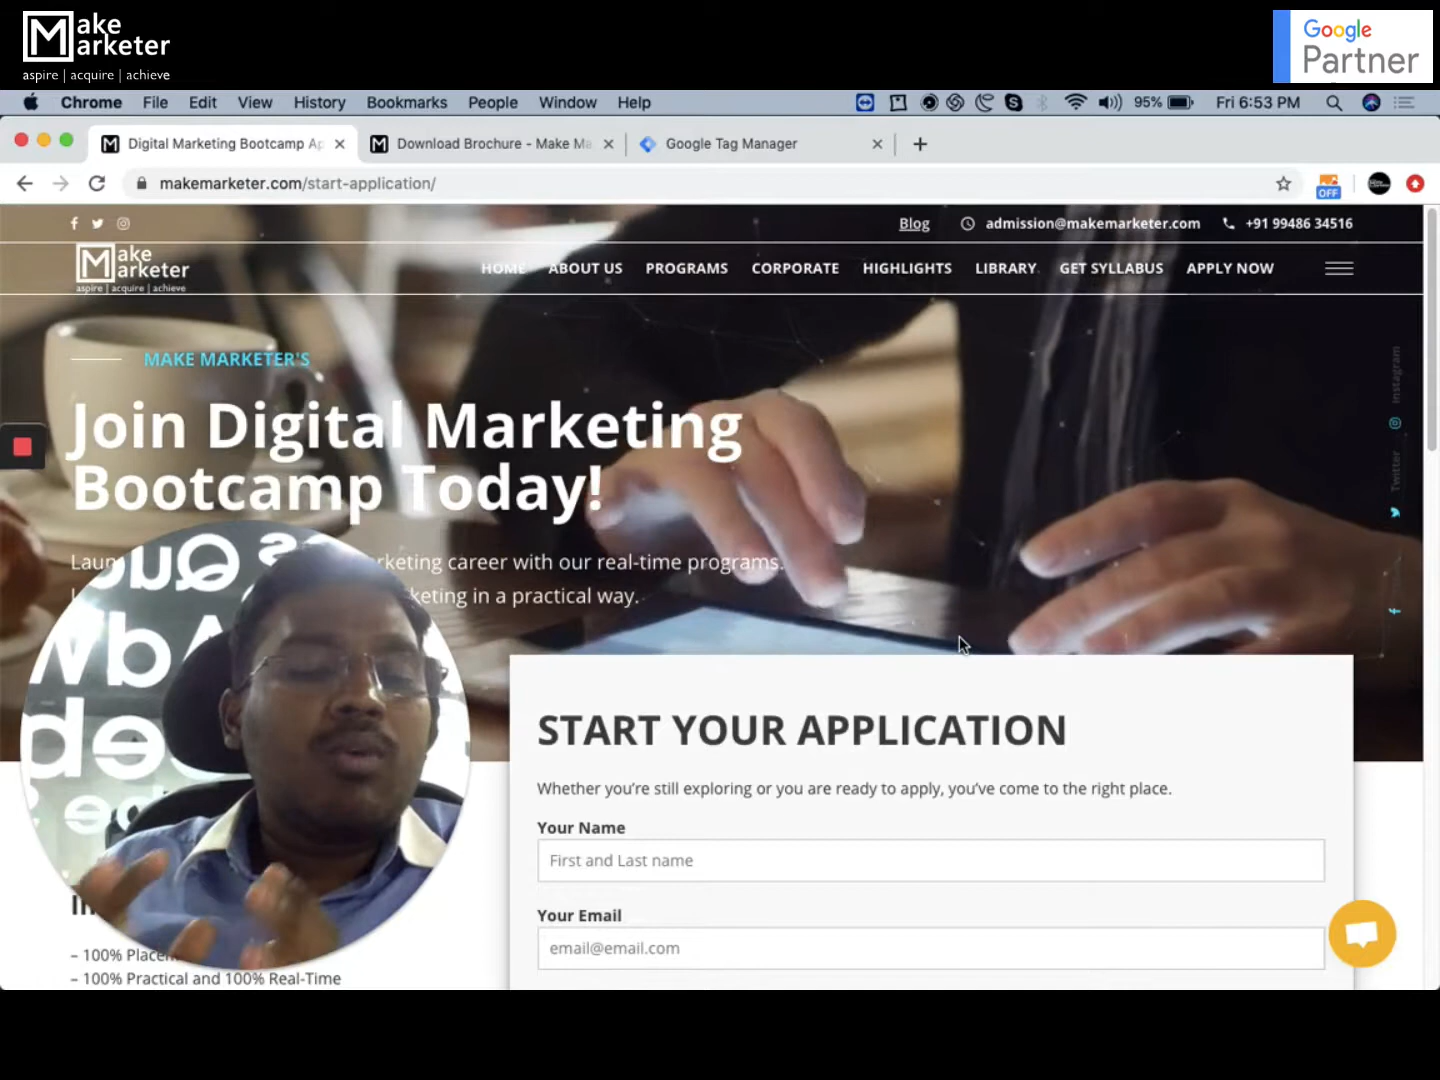 Make
Marketer
aspire | acquire | achieve
Google
Partner
Chrome File Edit View History Bookmarks People Window Help
95% Fri 6:53 PM
Digital Marketing Bootcamp Ap
Download Brochure - Make Ma
Google Tag Manager
makemarketer.com/start-application/
OFF
Blog admission@makemarketer.com +91 99486 34516
Make
Marketer
aspire | acquire | achieve
HOME ABOUT US PROGRAMS CORPORATE HIGHLIGHTS LIBRARY GET SYLLABUS APPLY NOW
MAKE MARKETER'S
Join Digital Marketing
Bootcamp Today!
career with our real-time programs.
in a practical way.
Instagram
Twitter
START YOUR APPLICATION
Whether you're still exploring or you are ready to apply, you've come to the right place.
Your Name
First and Last name
Your Email
email@email.com
– 100%
– 100% Practical and 100% Real-Time